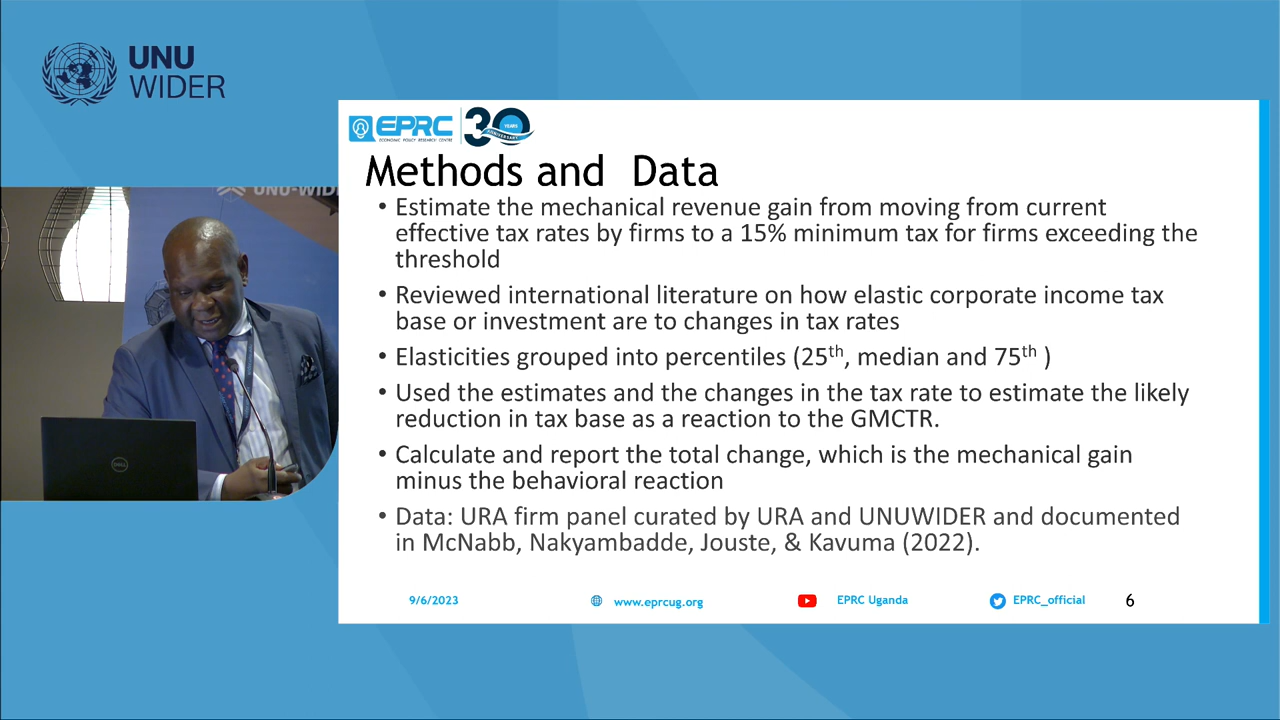 UNU
WIDER
EPRC
ECONOMIC POLICY RESEARCH CENTRE
30
YEARS
ANNIVERSARY
UNU-WID
Methods and Data
• Estimate the mechanical revenue gain from moving from current
effective tax rates by firms to a 15% minimum tax for firms exceeding the
threshold
• Reviewed international literature on how elastic corporate income tax
base or investment are to changes in tax rates
• Elasticities grouped into percentiles (25th, median and 75th )
• Used the estimates and the changes in the tax rate to estimate the likely
reduction in tax base as a reaction to the GMCTR.
• Calculate and report the total change, which is the mechanical gain
minus the behavioral reaction
• Data: URA firm panel curated by URA and UNUWIDER and documented
in McNabb, Nakyambadde, Jouste, & Kavuma (2022).
DELL
9/6/2023 www.eprcug.org EPRC Uganda EPRC_official 6